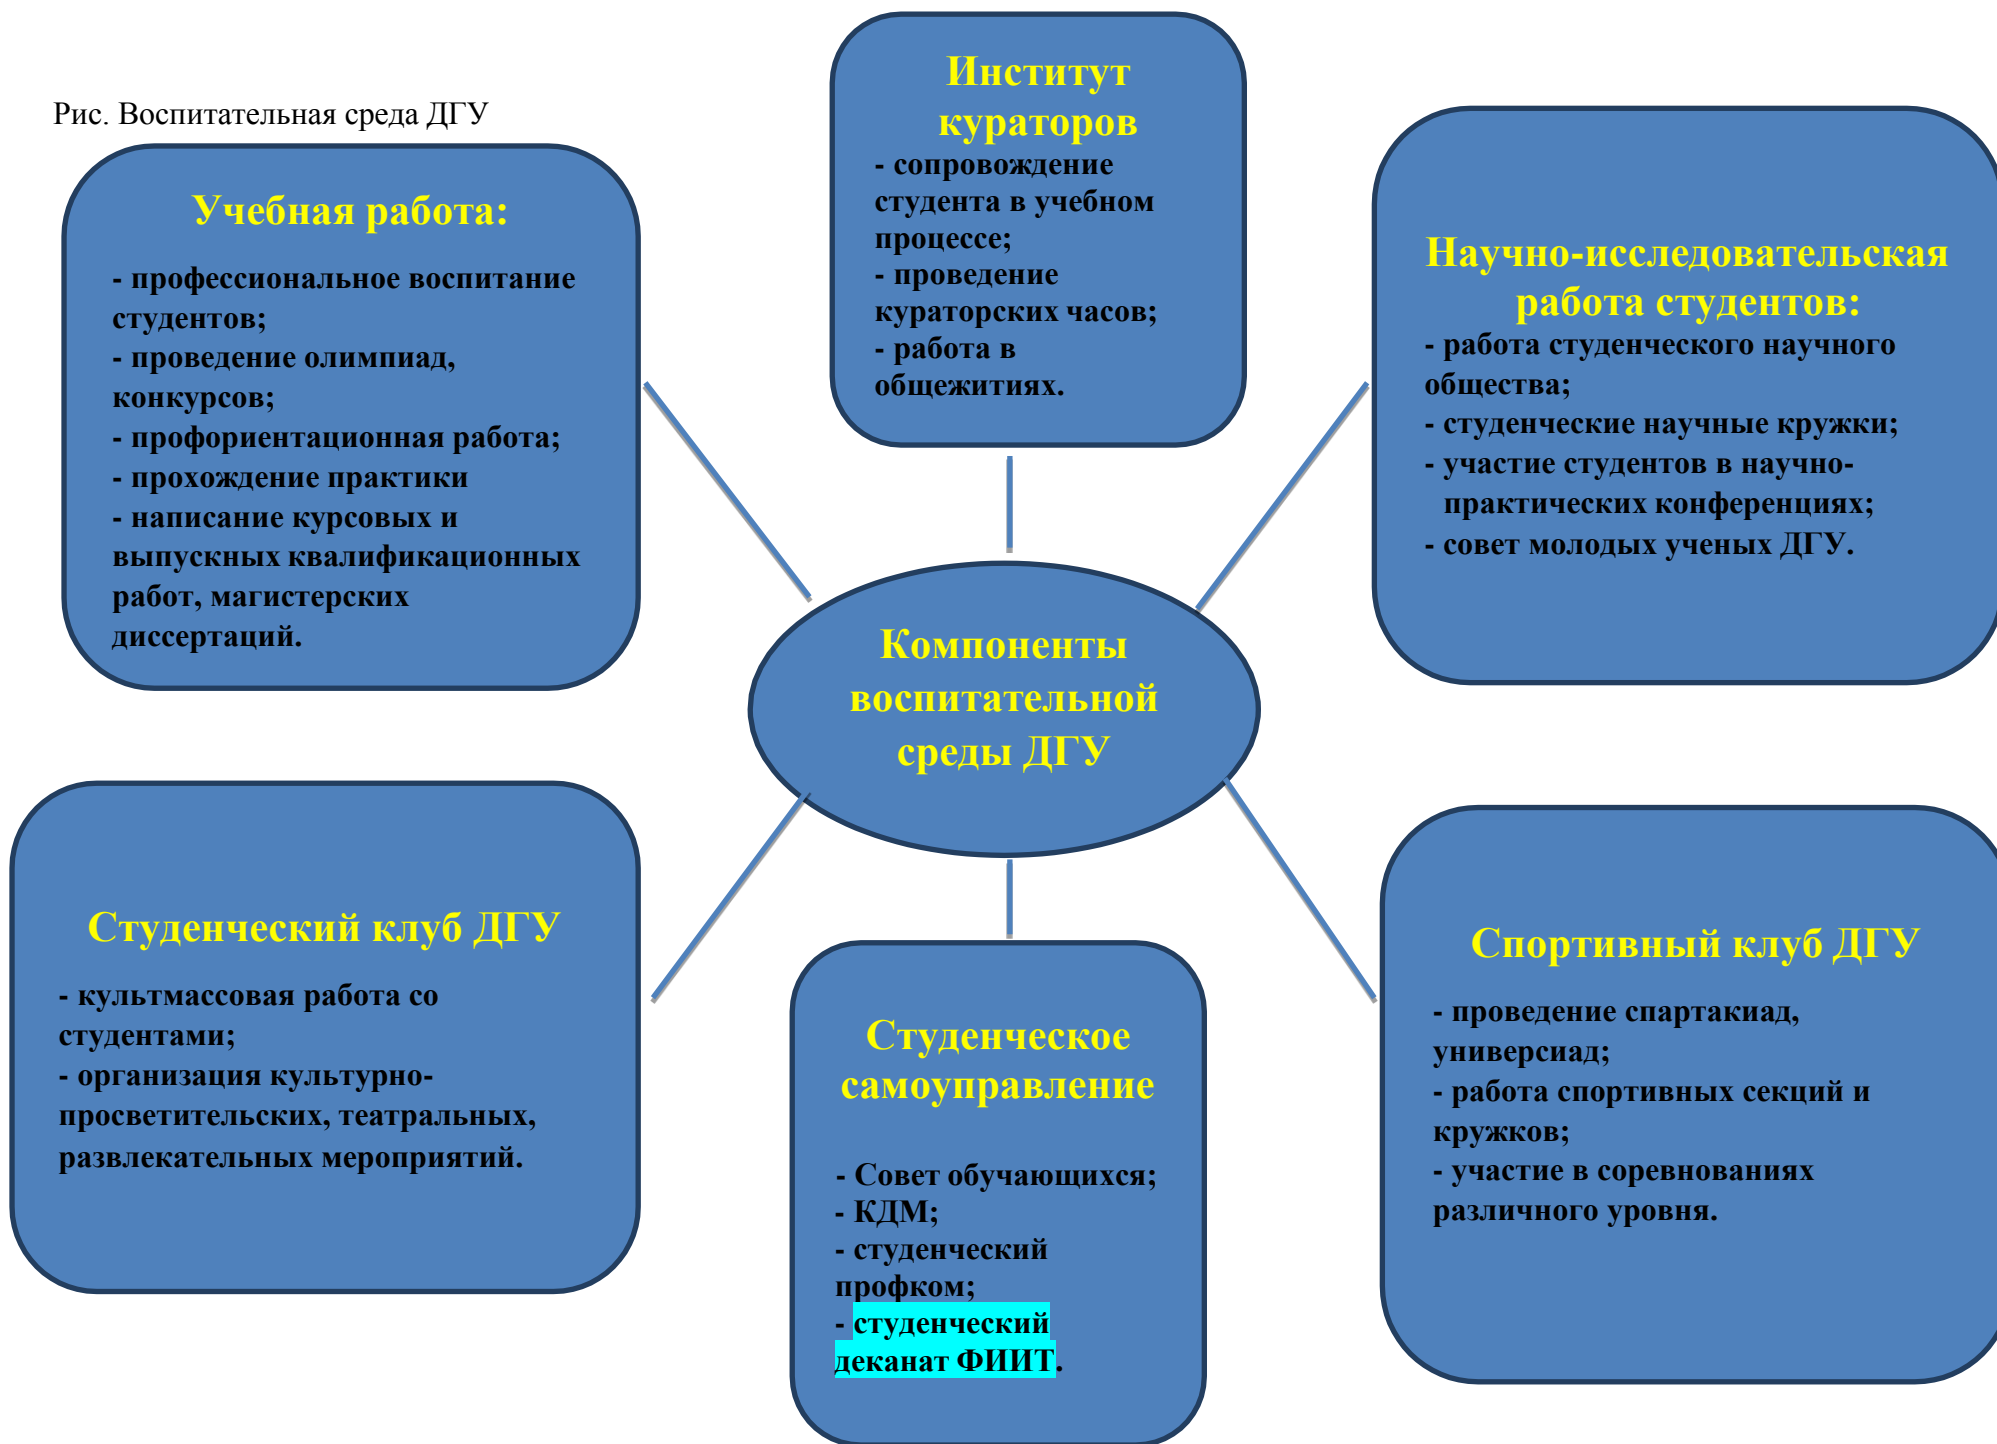 Рис. Воспитательная среда ДГУ
Учебная работа:
- профессиональное воспитание
студентов;
- проведение олимпиад,
конкурсов;
- профориентационная работа;
- прохождение практики
- написание курсовых и
выпускных квалификационных
работ, магистерских
диссертаций.
Институт
кураторов
- сопровождение
студента в учебном
процессе;
- проведение
кураторских часов;
- работа в
общежитиях.
Научно-исследовательская
работа студентов:
- работа студенческого научного
общества;
- студенческие научные кружки;
- участие студентов в научно-
практических конференциях;
- совет молодых ученых ДГУ.
Компоненты
воспитательной
среды ДГУ
Студенческий клуб ДГУ
- культмассовая работа со
студентами;
- организация культурно-
просветительских, театральных,
развлекательных мероприятий.
Студенческое
самоуправление
- Совет обучающихся;
- КДМ;
- студенческий
профком;
- студенческий
деканат ФИИТ.
Спортивный клуб ДГУ
- проведение спартакиад,
универсиад;
- работа спортивных секций и
кружков;
- участие в соревнованиях
различного уровня.